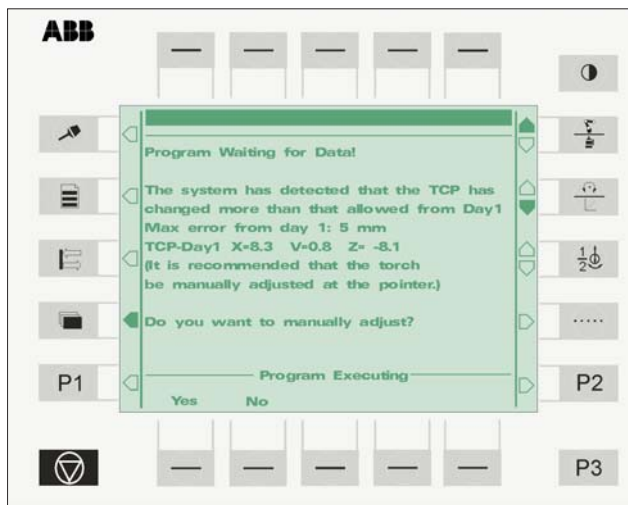 ABB
Program Waiting for Data!
The system has detected that the TCP has
changed more than that allowed from Day1
Max error from day 1: 5 mm
TCP-Day1 X=8.3 V=0.8 Z= -8.1
(It is recommended that the torch
be manually adjusted at the pointer.)
Do you want to manually adjust?
Program Executing
Yes No
1
2
P1
P2
P3